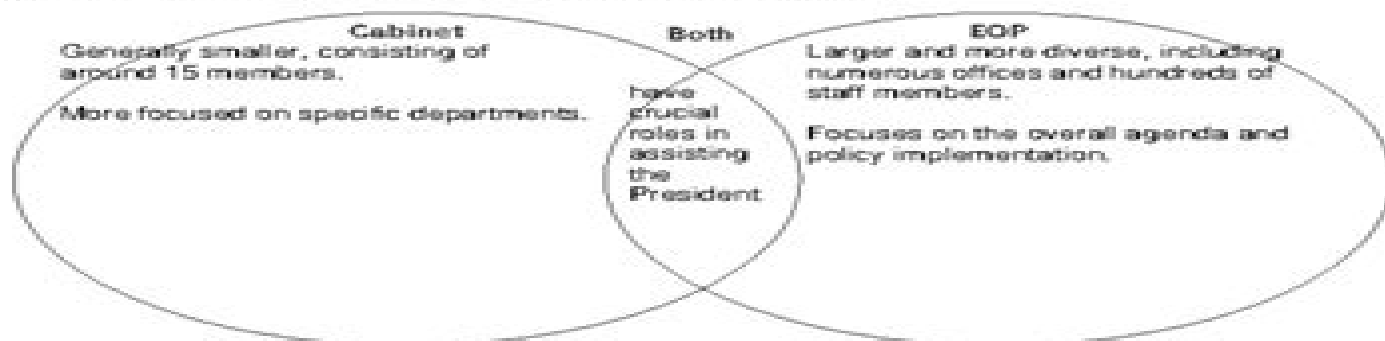 Cabinet
Generally smaller, consisting of
around 15 members.
More focused on specific departments.
Both
have
crucial
roles in
assisting
the
President
EOP
Larger and more diverse, including
numerous offices and hundreds of
staff members.
Focuses on the overall agenda and
policy implementation.